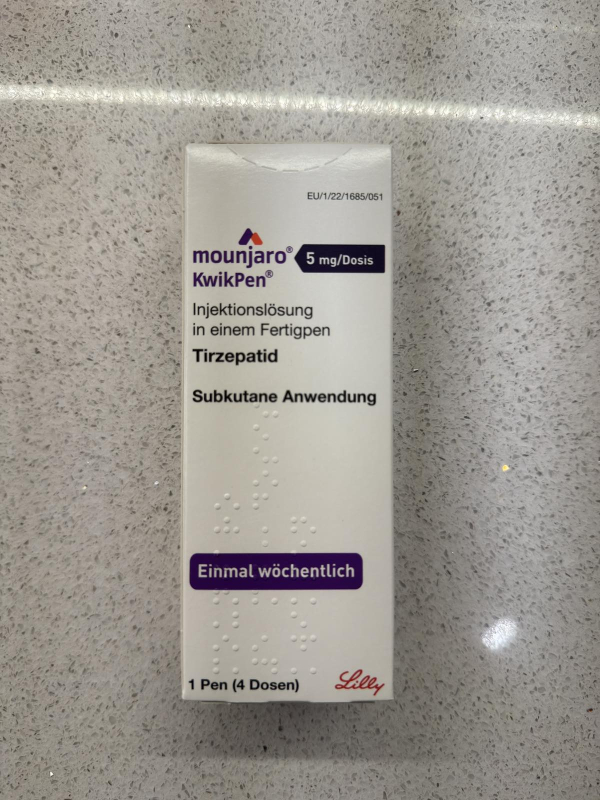 EU/1/22/1685/051
mounjaro®
5 mg/Dosis
KwikPen®
Injektionslösung
in einem Fertigpen
Tirzepatid
Subkutane Anwendung
Einmal wöchentlich
1 Pen (4 Dosen)
Lilly